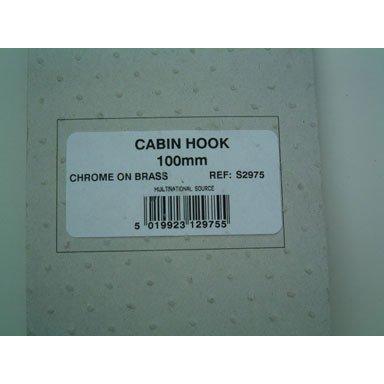 CABIN HOOK
100mm
CHROME ON BRASS REF: S2975
MULTINATIONAL SOURCE
5 019923 129755